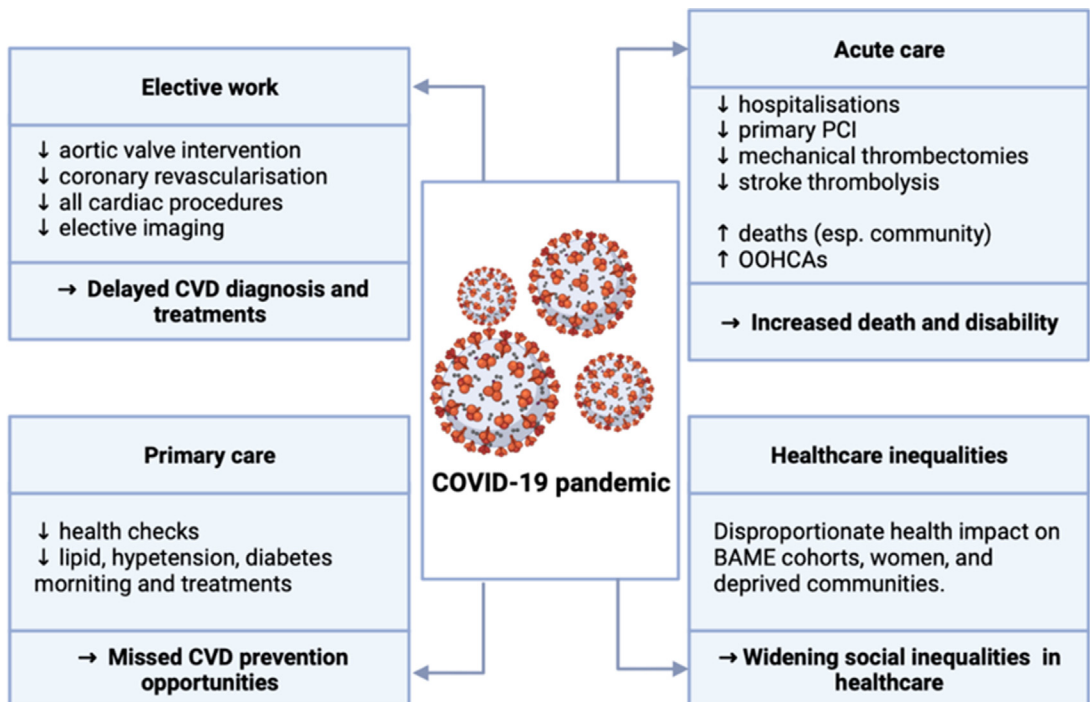 Elective work
↓ aortic valve intervention
↓ coronary revascularisation
↓ all cardiac procedures
↓ elective imaging
→ Delayed CVD diagnosis and
treatments
Acute care
↓ hospitalisations
↓ primary PCI
↓ mechanical thrombectomies
↓ stroke thrombolysis
↑ deaths (esp. community)
↑ OOHCAs
→ Increased death and disability
COVID-19 pandemic
Primary care
↓ health checks
↓ lipid, hypetension, diabetes
morniting and treatments
→ Missed CVD prevention
opportunities
Healthcare inequalities
Disproportionate health impact on
BAME cohorts, women, and
deprived communities.
→ Widening social inequalities in
healthcare